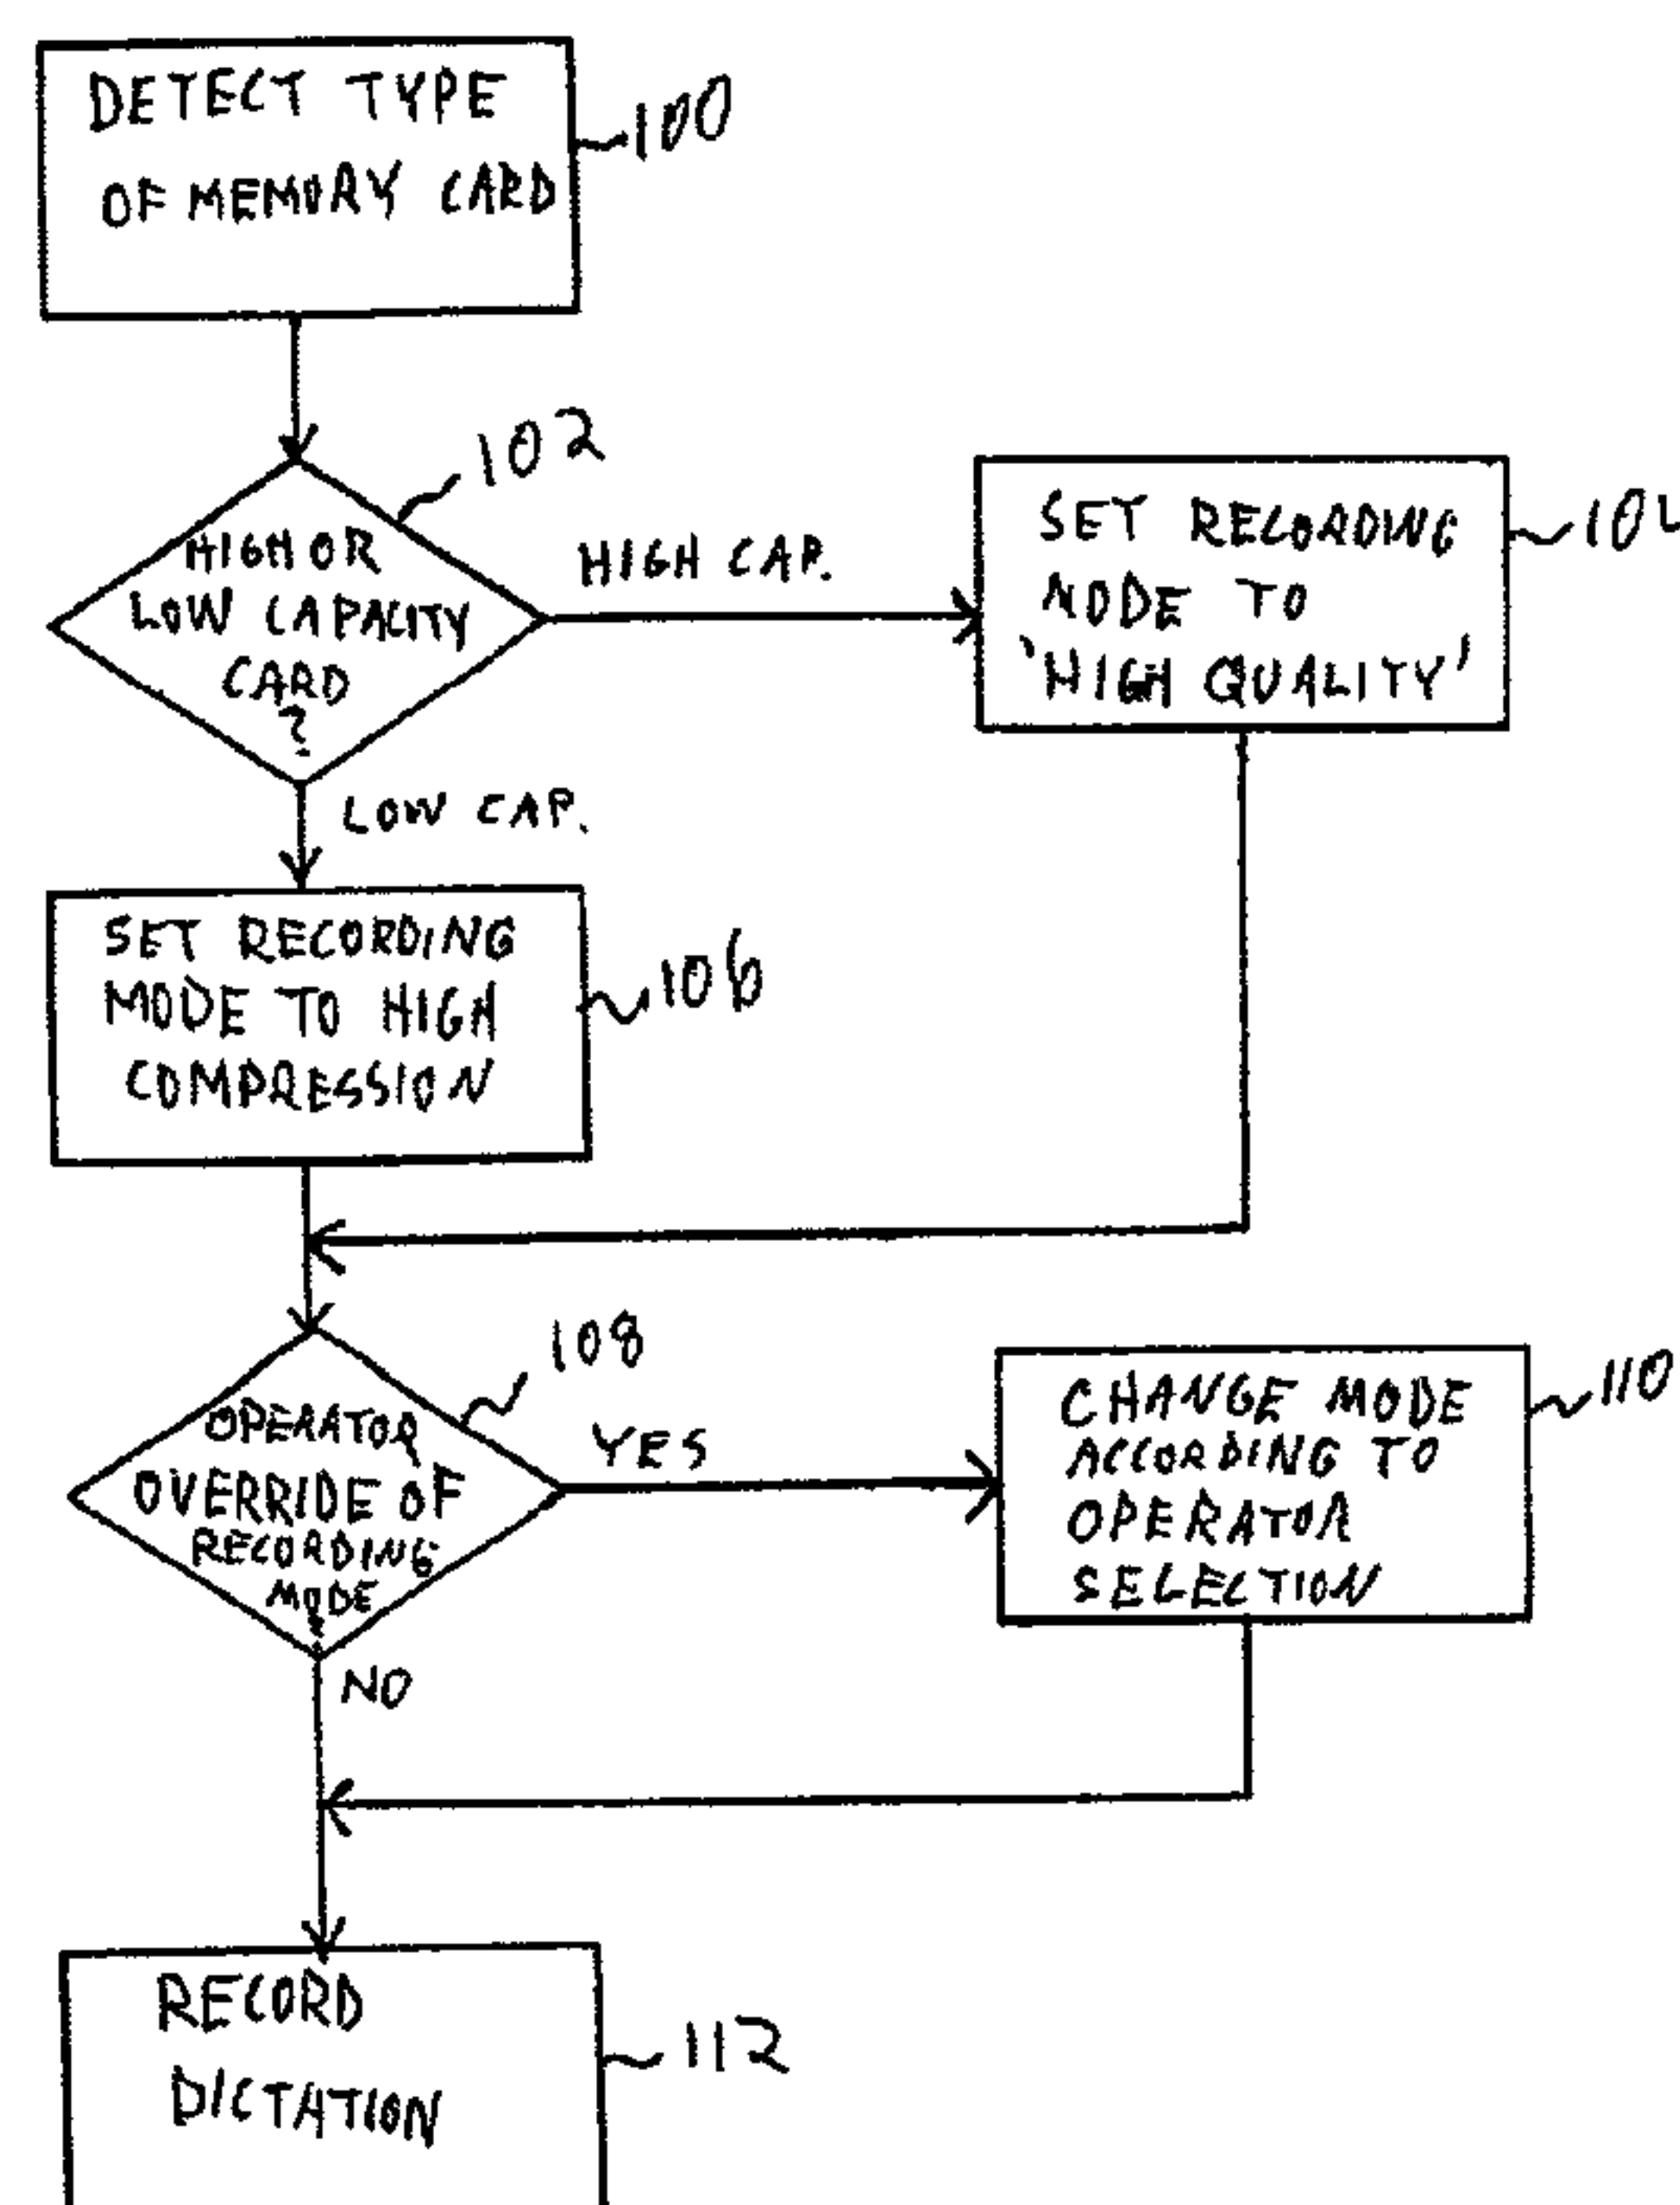 DETECT TYPE
OF MEMORY CARD
100
102
HIGH OR
LOW CAPACITY
CARD
?
HIGH CAP.
SET RECORDING
MODE TO
'HIGH QUALITY'
LOW CAP.
SET RECORDING
MODE TO HIGH
COMPRESSION
106
108
OPERATOR
OVERRIDE OF
RECORDING
MODE
?
YES
CHANGE MODE
ACCORDING TO
OPERATOR
SELECTION
110
NO
RECORD
DICTATION
112